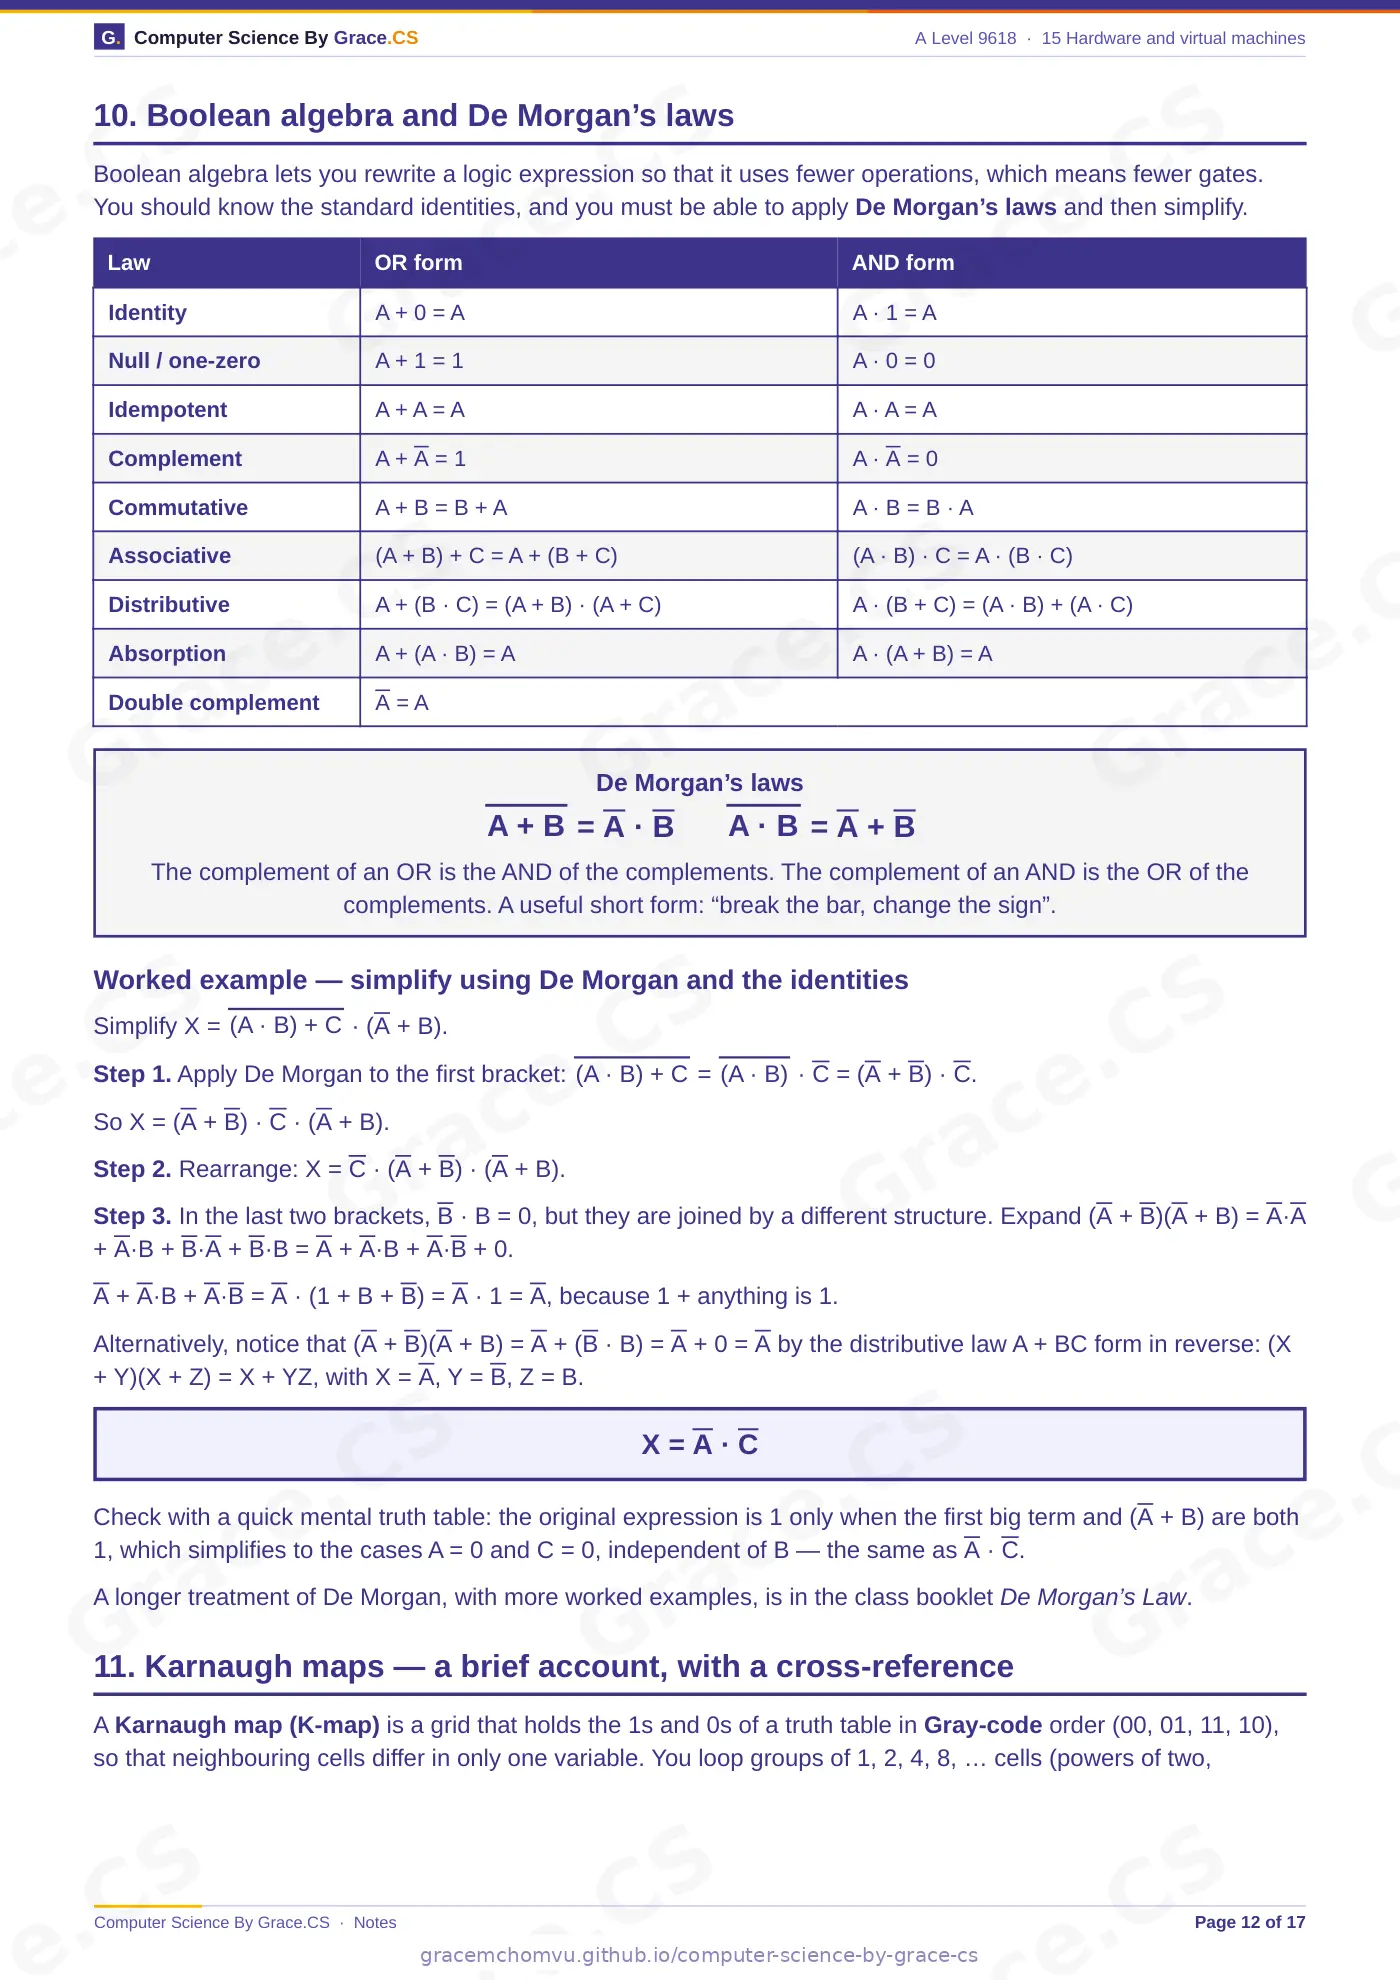 G. Computer Science By Grace.CS
A Level 9618 · 15 Hardware and virtual machines
10. Boolean algebra and De Morgan’s laws
Boolean algebra lets you rewrite a logic expression so that it uses fewer operations, which means fewer gates.
You should know the standard identities, and you must be able to apply De Morgan’s laws and then simplify.
Law OR form AND form
Identity A + 0 = A A · 1 = A
Null / one-zero A + 1 = 1 A · 0 = 0
Idempotent A + A = A A · A = A
Complement A + A̅ = 1 A · A̅ = 0
Commutative A + B = B + A A · B = B · A
Associative (A + B) + C = A + (B + C) (A · B) · C = A · (B · C)
Distributive A + (B · C) = (A + B) · (A + C) A · (B + C) = (A · B) + (A · C)
Absorption A + (A · B) = A A · (A + B) = A
Double complement A̅ = A
De Morgan’s laws
A̅ ̅+̅ ̅B̅ = A̅ · B̅ A̅ ̅·̅ ̅B̅ = A̅ + B̅
The complement of an OR is the AND of the complements. The complement of an AND is the OR of the
complements. A useful short form: “break the bar, change the sign”.
Worked example — simplify using De Morgan and the identities
Simplify X = (̅A̅ ̅·̅ ̅B̅)̅ ̅+̅ ̅C̅ · (A̅ + B).
Step 1. Apply De Morgan to the first bracket: (̅A̅ ̅·̅ ̅B̅)̅ ̅+̅ ̅C̅ = (̅A̅ ̅·̅ ̅B̅)̅ · C̅ = (A̅ + B̅) · C̅.
So X = (A̅ + B̅) · C̅ · (A̅ + B).
Step 2. Rearrange: X = C̅ · (A̅ + B̅) · (A̅ + B).
Step 3. In the last two brackets, B̅ · B = 0, but they are joined by a different structure. Expand (A̅ + B̅)(A̅ + B) = A̅·A̅
+ A̅·B + B̅·A̅ + B̅·B = A̅ + A̅·B + A̅·B̅ + 0.
A̅ + A̅·B + A̅·B̅ = A̅ · (1 + B + B̅) = A̅ · 1 = A̅, because 1 + anything is 1.
Alternatively, notice that (A̅ + B̅)(A̅ + B) = A̅ + (B̅ · B) = A̅ + 0 = A̅ by the distributive law A + BC form in reverse: (X
+ Y)(X + Z) = X + YZ, with X = A̅, Y = B̅, Z = B.
X = A̅ · C̅
Check with a quick mental truth table: the original expression is 1 only when the first big term and (A̅ + B) are both
1, which simplifies to the cases A = 0 and C = 0, independent of B — the same as A̅ · C̅.
A longer treatment of De Morgan, with more worked examples, is in the class booklet De Morgan’s Law.
11. Karnaugh maps — a brief account, with a cross-reference
A Karnaugh map (K-map) is a grid that holds the 1s and 0s of a truth table in Gray-code order (00, 01, 11, 10),
so that neighbouring cells differ in only one variable. You loop groups of 1, 2, 4, 8, … cells (powers of two,
Computer Science By Grace.CS · Notes
Page 12 of 17
gracemchomvu.github.io/computer-science-by-grace-cs